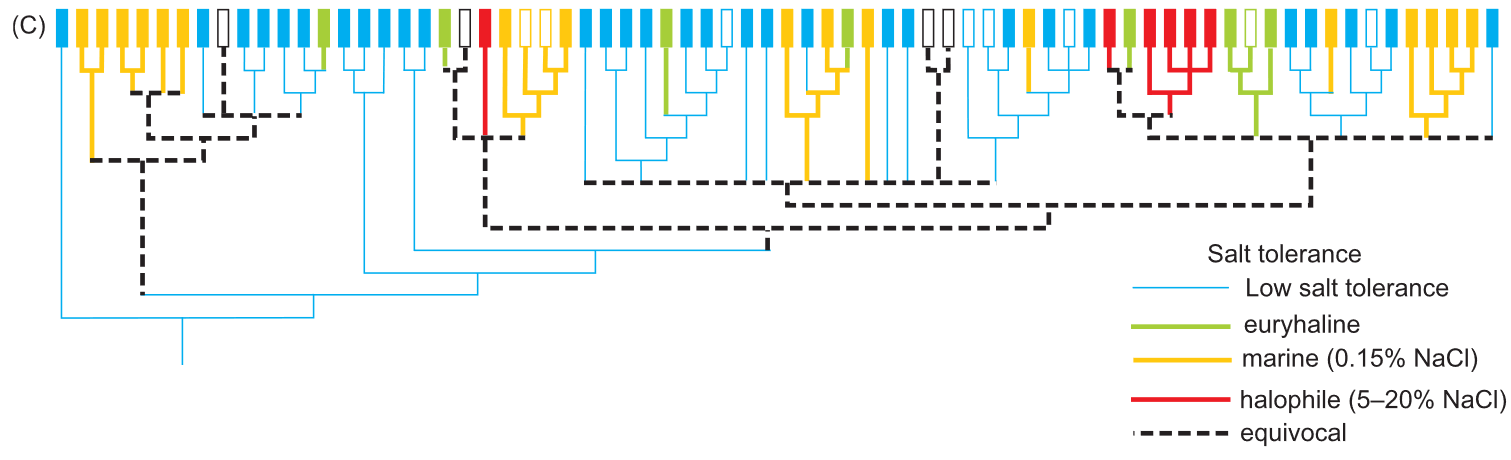 (C)
Salt tolerance
Low salt tolerance
euryhaline
marine (0.15% NaCl)
halophile (5–20% NaCl)
equivocal